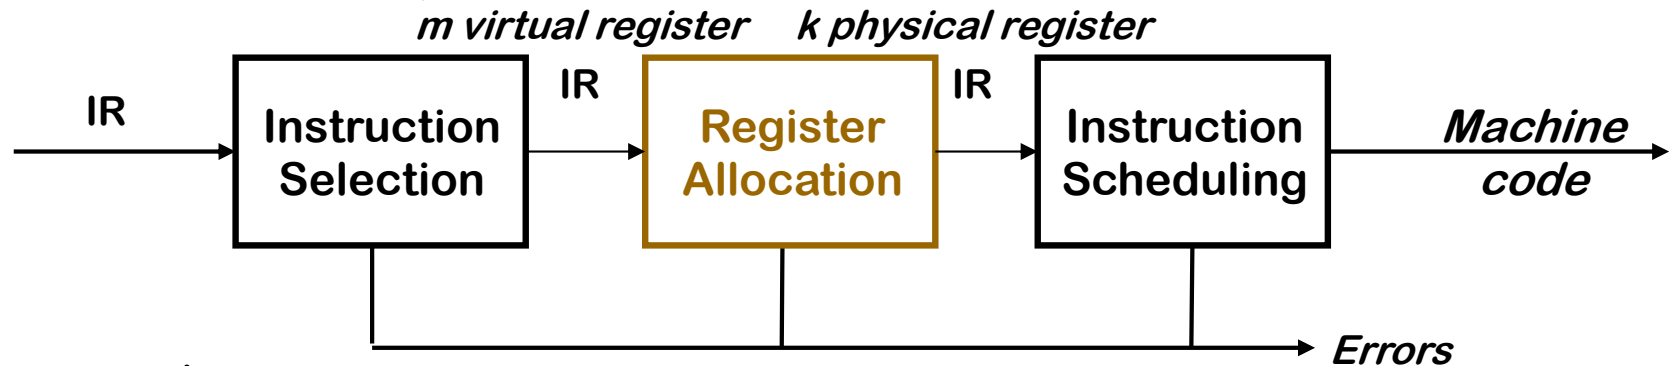 m virtual register k physical register
IR
Instruction
Selection
IR
Register
Allocation
IR
Instruction
Scheduling
Machine
code
Errors